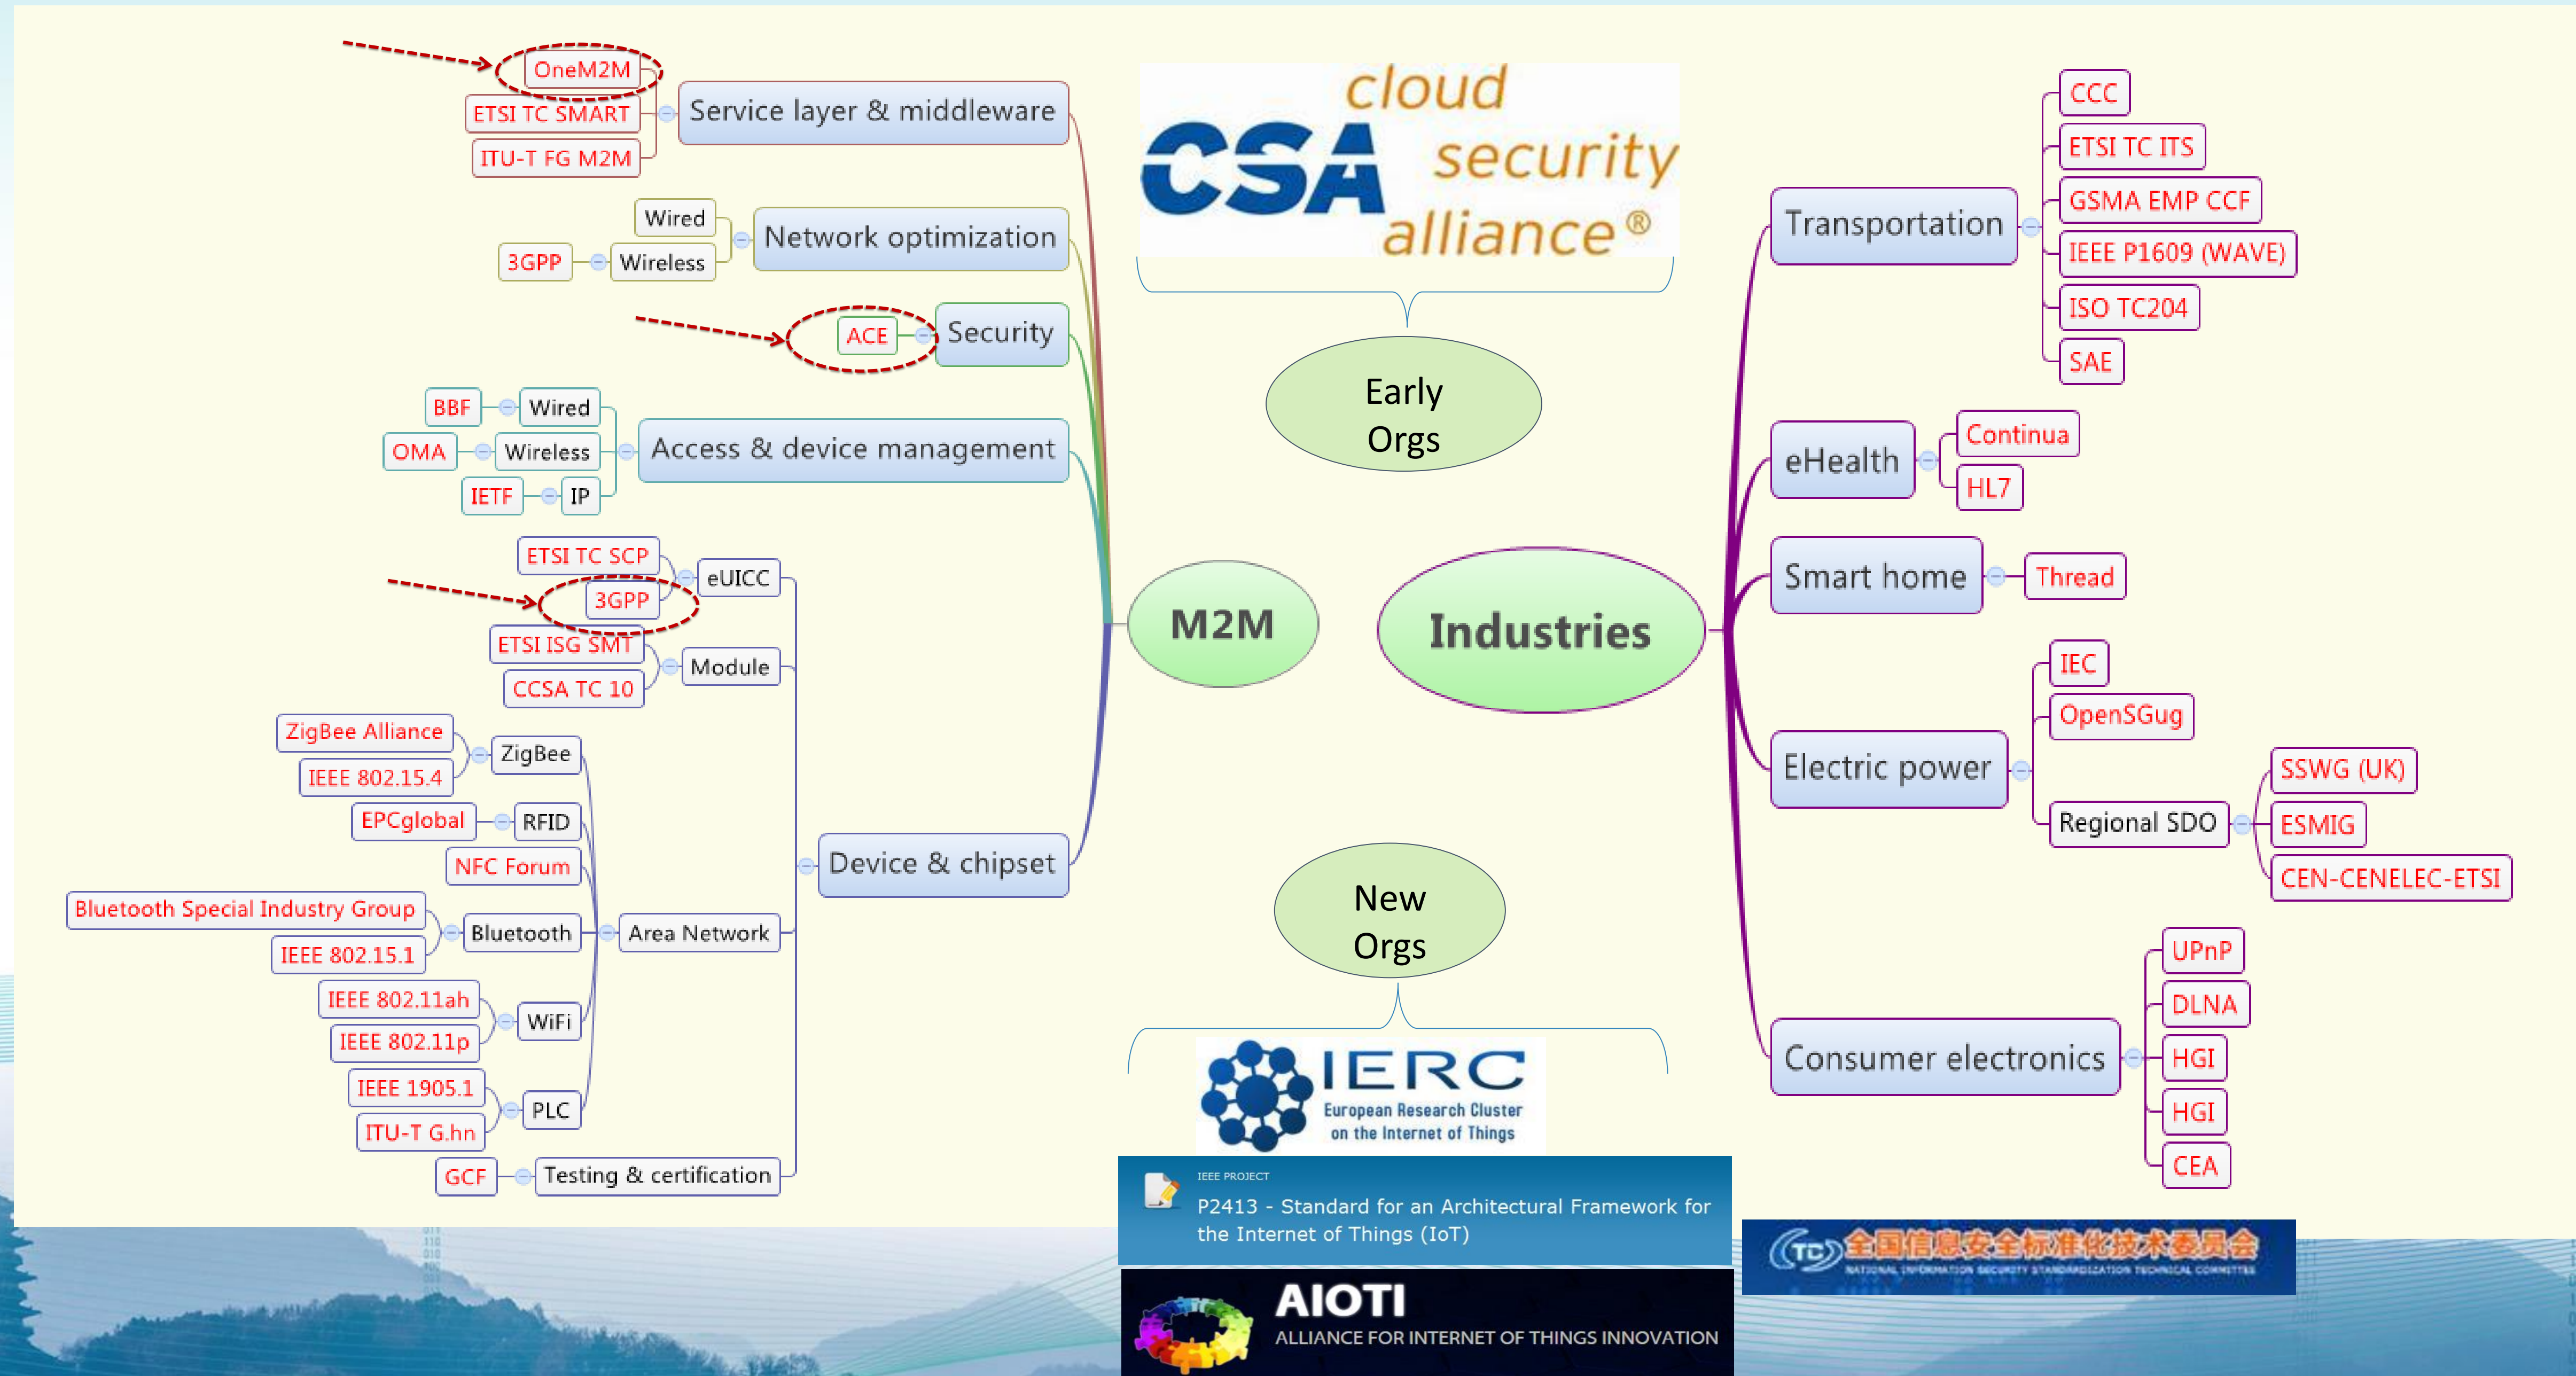 OneM2M
ETSI TC SMART
ITU-T FG M2M
Service layer & middleware
Wired
3GPP
Wireless
Network optimization
ACE
Security
BBF
Wired
OMA
Wireless
IETF
IP
Access & device management
ETSI TC SCP
3GPP
eUICC
ETSI ISG SMT
CCSA TC 10
Module
ZigBee Alliance
IEEE 802.15.4
ZigBee
EPCglobal
RFID
NFC Forum
Bluetooth Special Industry Group
IEEE 802.15.1
Bluetooth
Area Network
IEEE 802.11ah
IEEE 802.11p
WiFi
IEEE 1905.1
ITU-T G.hn
PLC
GCF
Testing & certification
Device & chipset
M2M
cloud
CSA security
alliance®
Early
Orgs
Industries
New
Orgs
IERC
European Research Cluster
on the Internet of Things
IEEE PROJECT
P2413 - Standard for an Architectural Framework for
the Internet of Things (IoT)
AIOTI
ALLIANCE FOR INTERNET OF THINGS INNOVATION
Transportation
CCC
ETSI TC ITS
GSMA EMP CCF
IEEE P1609 (WAVE)
ISO TC204
SAE
eHealth
Continua
HL7
Smart home
Thread
Electric power
IEC
OpenSGug
Regional SDO
SSWG (UK)
ESMIG
CEN-CENELEC-ETSI
Consumer electronics
UPnP
DLNA
HGI
HGI
CEA
TC 全国信息安全标准化技术委员会
NATIONAL INFORMATION SECURITY STANDARDIZATION TECHNICAL COMMITTEE